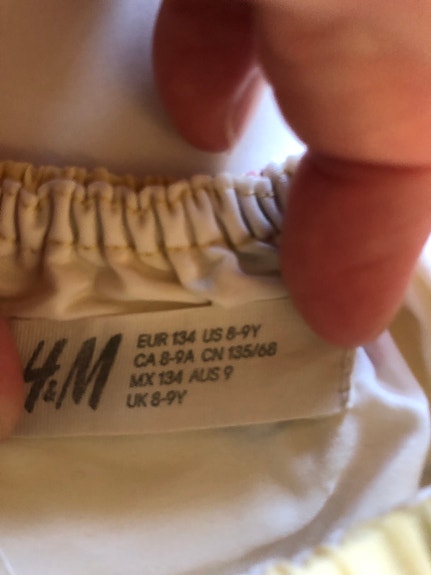 H&M
EUR 134 US 8-9Y
CA 8-9A CN 135/68
MX 134 AUS 9
UK 8-9Y